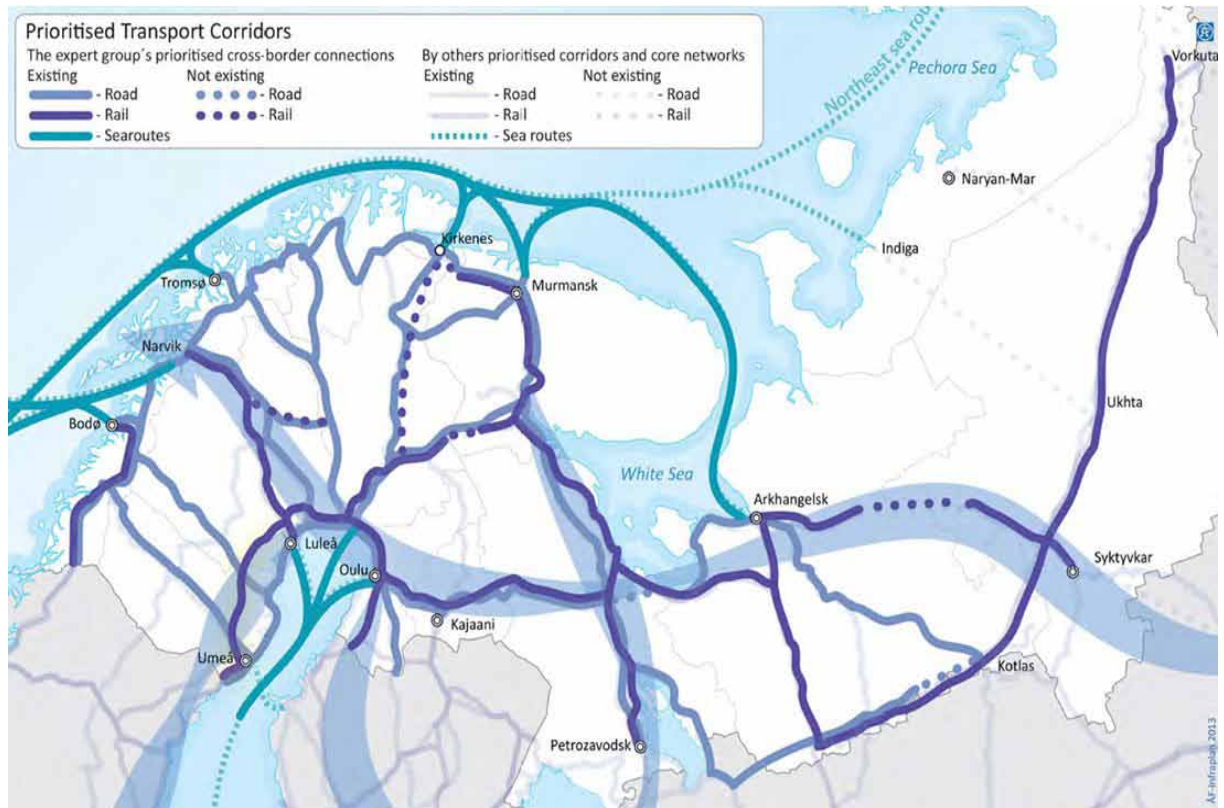 Prioritised Transport Corridors
The expert group´s prioritised cross-border connections
By others prioritised corridors and core networks
Existing
Not existing
Existing
Not existing
- Road
- Road
- Road
- Road
- Rail
- Rail
- Rail
- Rail
- Searoutes
- Sea routes
Northeast sea rou
Pechora Sea
Vorkuta
Naryan-Mar
Indiga
Kirkenes
Tromsø
Murmansk
Narvik
Ukhta
Bodø
White Sea
Arkhangelsk
Luleå
Oulu
Syktyvkar
Kajaani
Umeå
Kotlas
Petrozavodsk
ÅF-Infraplan 2013